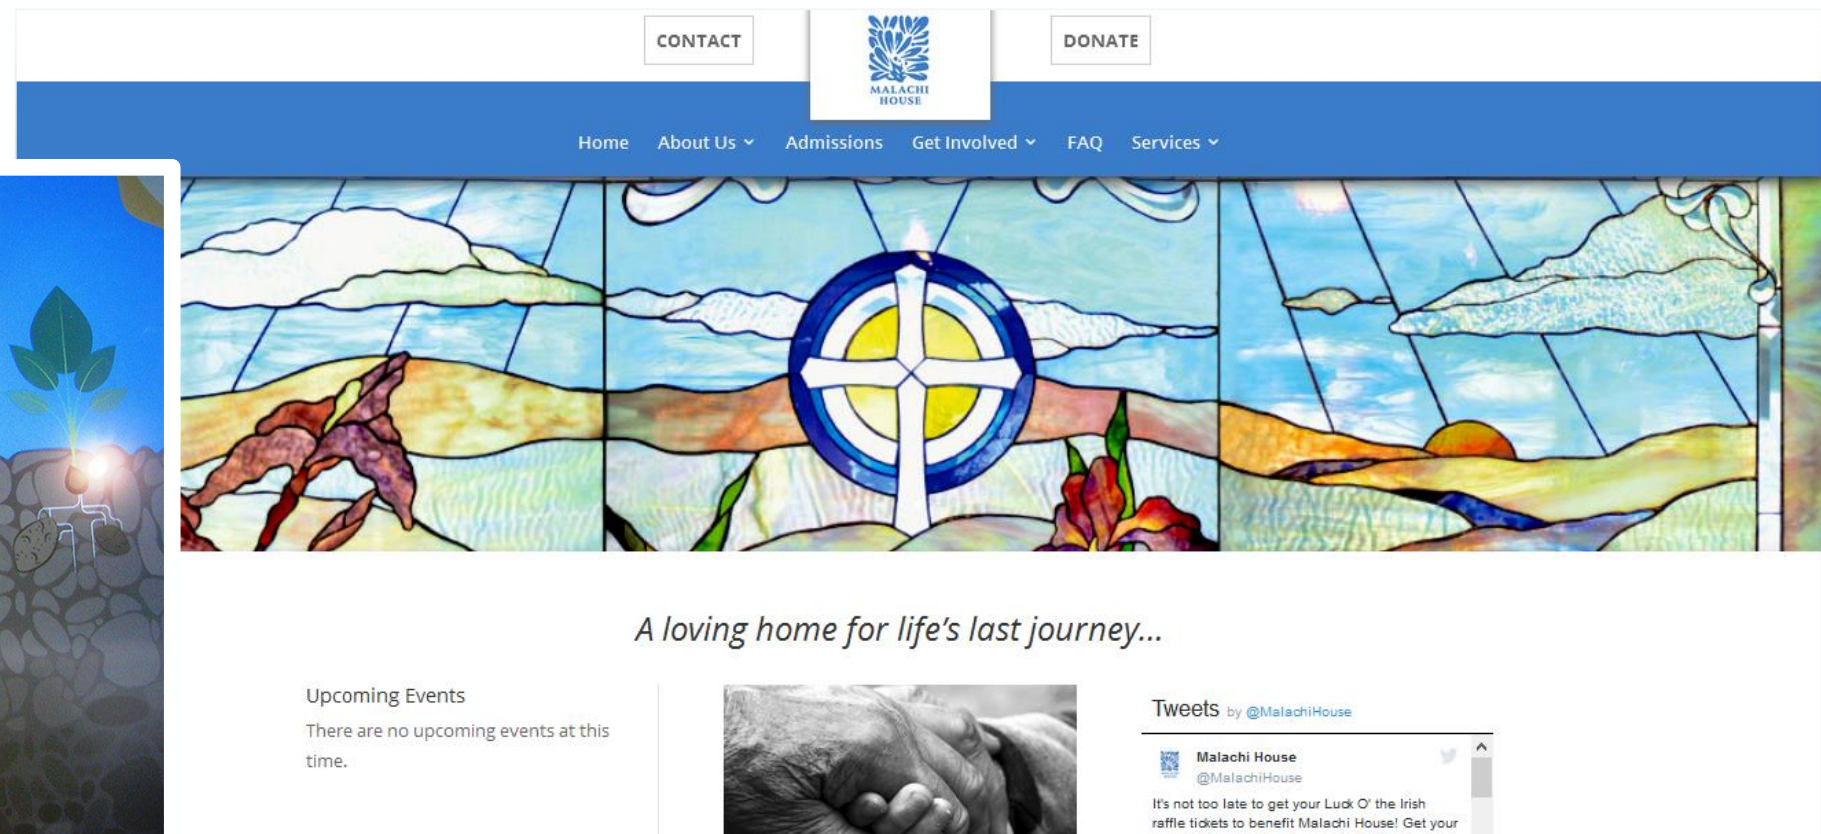 CONTACT
MALACHI
HOUSE
DONATE
Home About Us Admissions Get Involved FAQ Services
A loving home for life's last journey...
Upcoming Events
There are no upcoming events at this
time.
Tweets by @MalachiHouse
Malachi House
@MalachiHouse
It's not too late to get your Luck O' the Irish
raffle tickets to benefit Malachi House! Get your